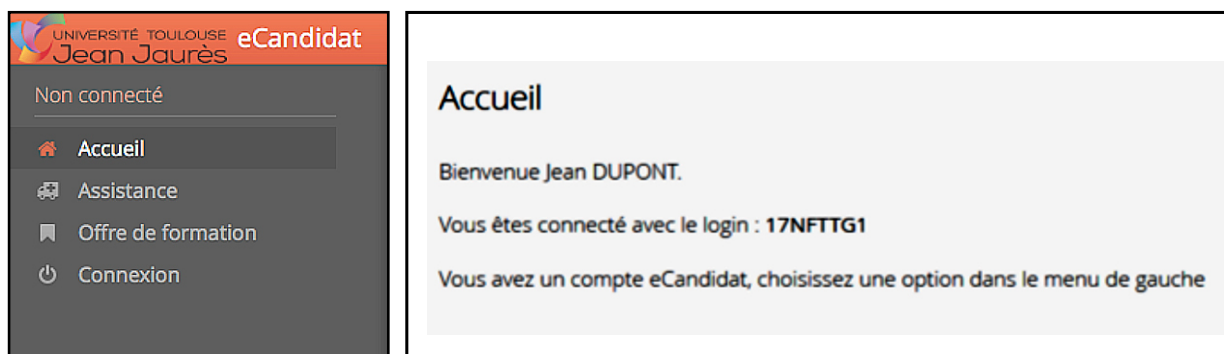 UNIVERSITÉ TOULOUSE
Jean Jaurès
eCandidat
Non connecté
Accueil
Assistance
Offre de formation
Connexion
Accueil
Bienvenue Jean DUPONT.
Vous êtes connecté avec le login : 17NFTTG1
Vous avez un compte eCandidat, choisissez une option dans le menu de gauche